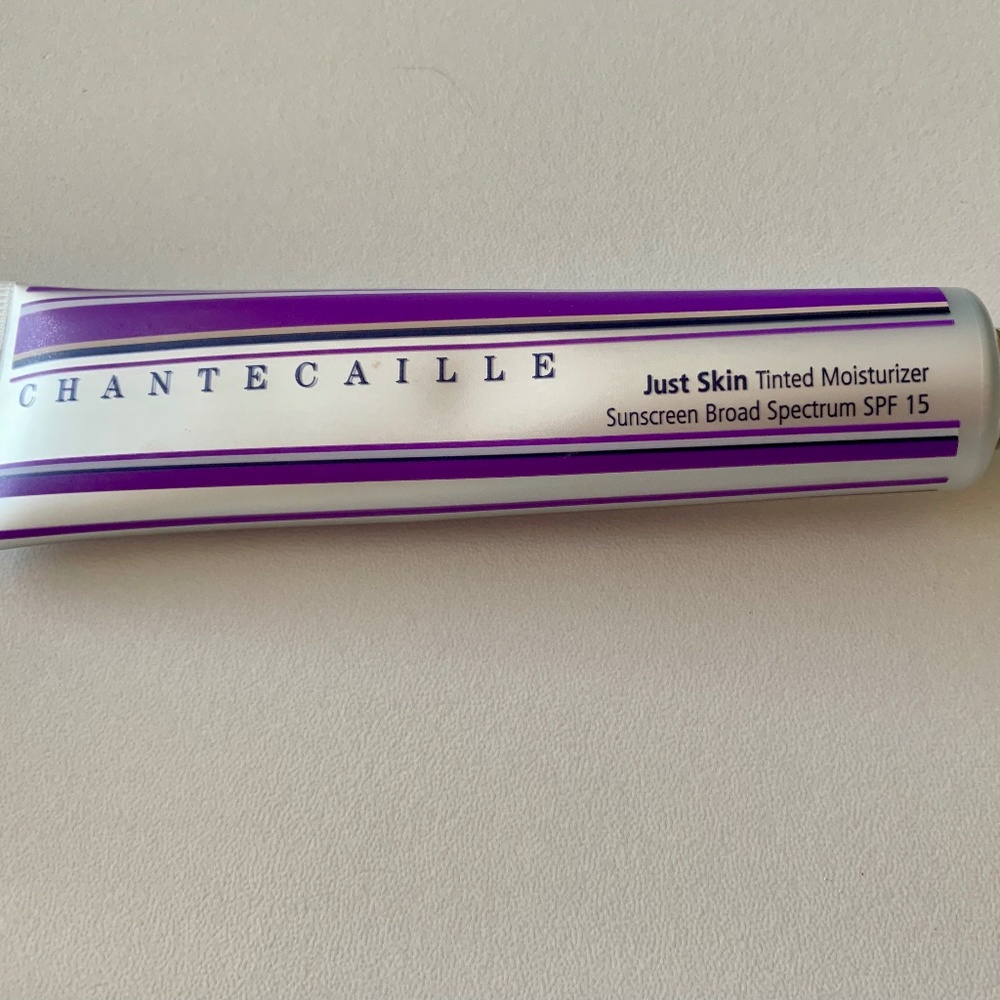 CHANTECAILLE
Just Skin Tinted Moisturizer
Sunscreen Broad Spectrum SPF 15